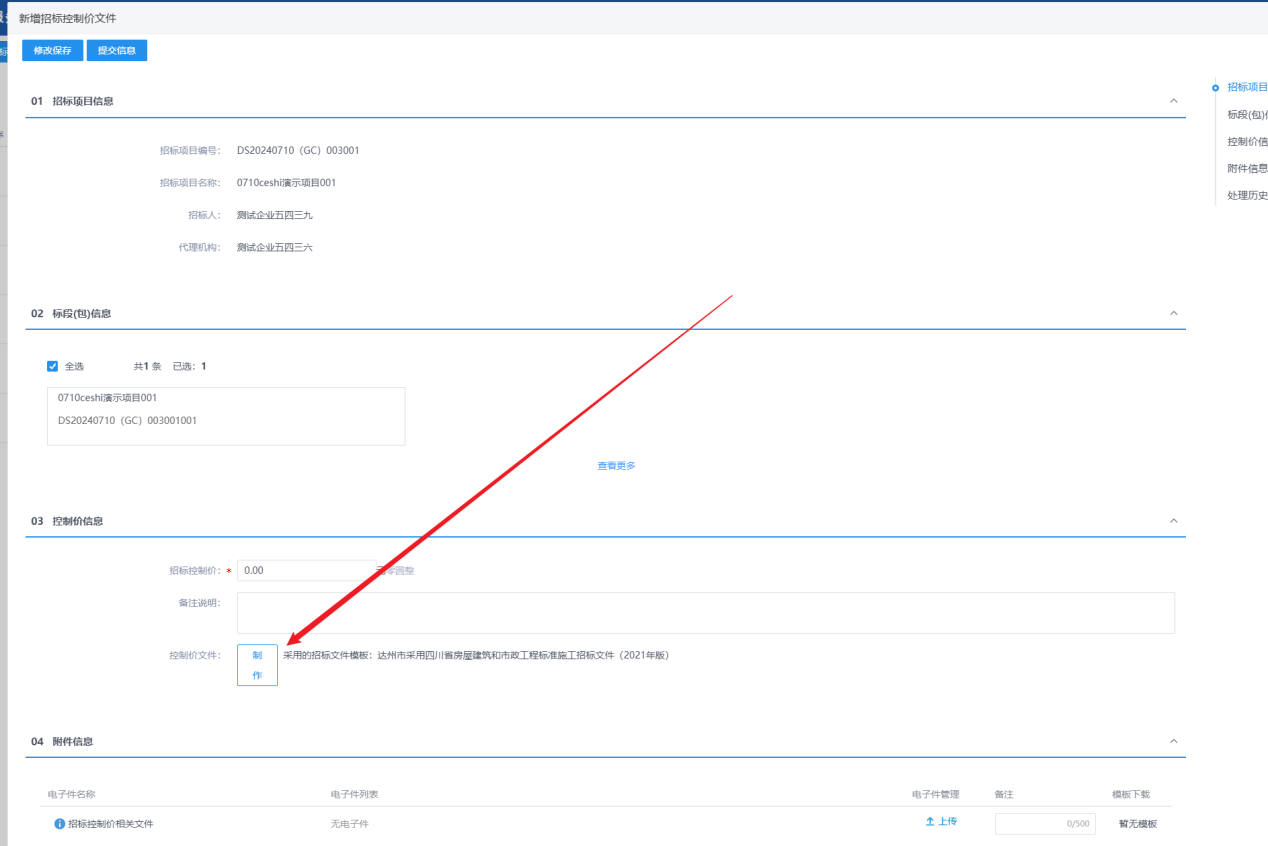 新增招标控制价文件
修改保存 提交信息
招标项目
01 招标项目信息
标段(包)信
控制价信
招标项目编号： DS20240710（GC）003001
附件信息
招标项目名称： 0710ceshi演示项目001
处理历史
招标人： 测试企业五四三九
代理机构： 测试企业五四三六
02 标段(包)信息
全选 共1 条 已选：1
0710ceshi演示项目001
DS20240710（GC）003001001
查看更多
03 控制价信息
招标控制价：* 0.00 零圆整
备注说明：
控制价文件： 制作 采用的招标文件模板：达州市采用四川省房屋建筑和市政工程标准施工招标文件（2021年版）
04 附件信息
电子件名称 电子件列表 电子件管理 备注 模板下载
招标控制价相关文件 无电子件 上传 0/500 暂无模板